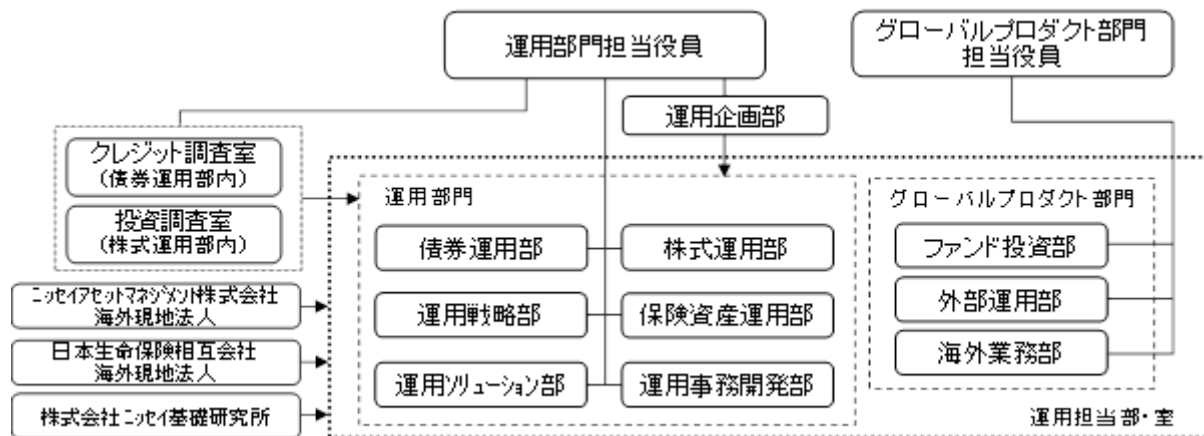 運用部門担当役員
グローバルプロダクト部門
担当役員
運用企画部
クレジット調査室
(債券運用部内)
投資調査室
(株式運用部内)
運用部門
債券運用部
株式運用部
運用戦略部
保険資産運用部
運用ソリューション部
運用事務開発部
グローバルプロダクト部門
ファンド投資部
外部運用部
海外業務部
ニッセイアセットマネジメント株式会社
海外現地法人
日本生命保険相互会社
海外現地法人
株式会社ニッセイ基礎研究所
運用担当部・室